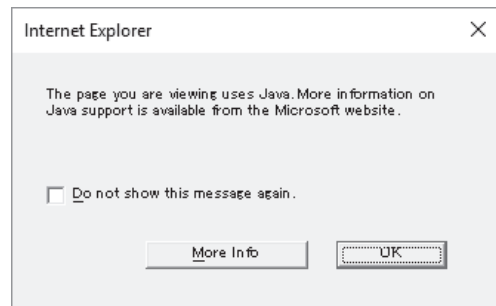 Internet Explorer
The page you are viewing uses Java. More information on
Java support is available from the Microsoft website.
Do not show this message again.
More Info
OK